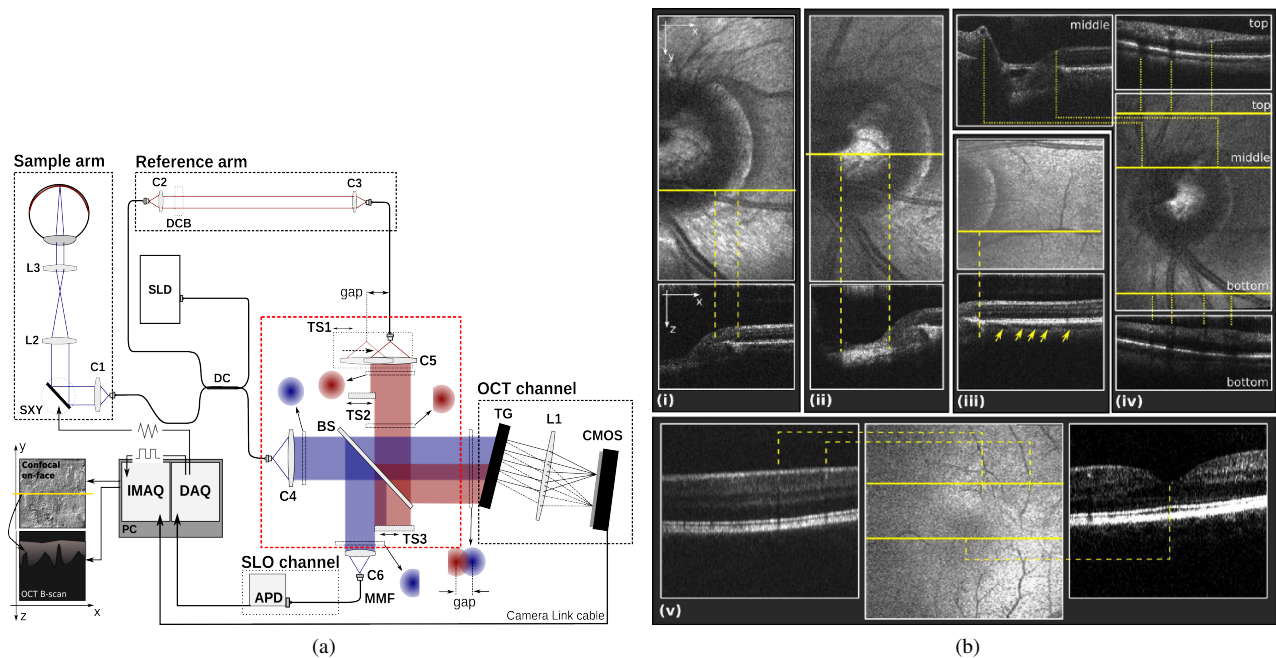 Sample arm
Reference arm
C2
C3
DCB
L3
SLD
gap
TS1
L2
C5
C1
DC
OCT channel
TS2
TG
L1
SXY
BS
CMOS
y
Confocal
en-face
IMAQ
DAQ
C4
PC
TS3
SLO channel
C6
gap
OCT B-scan
APD
MMF
x
z
Camera Link cable
(a)
x
y
middle
top
top
middle
x
z
bottom
bottom
(i)
(ii)
(iii)
(iv)
(v)
(b)